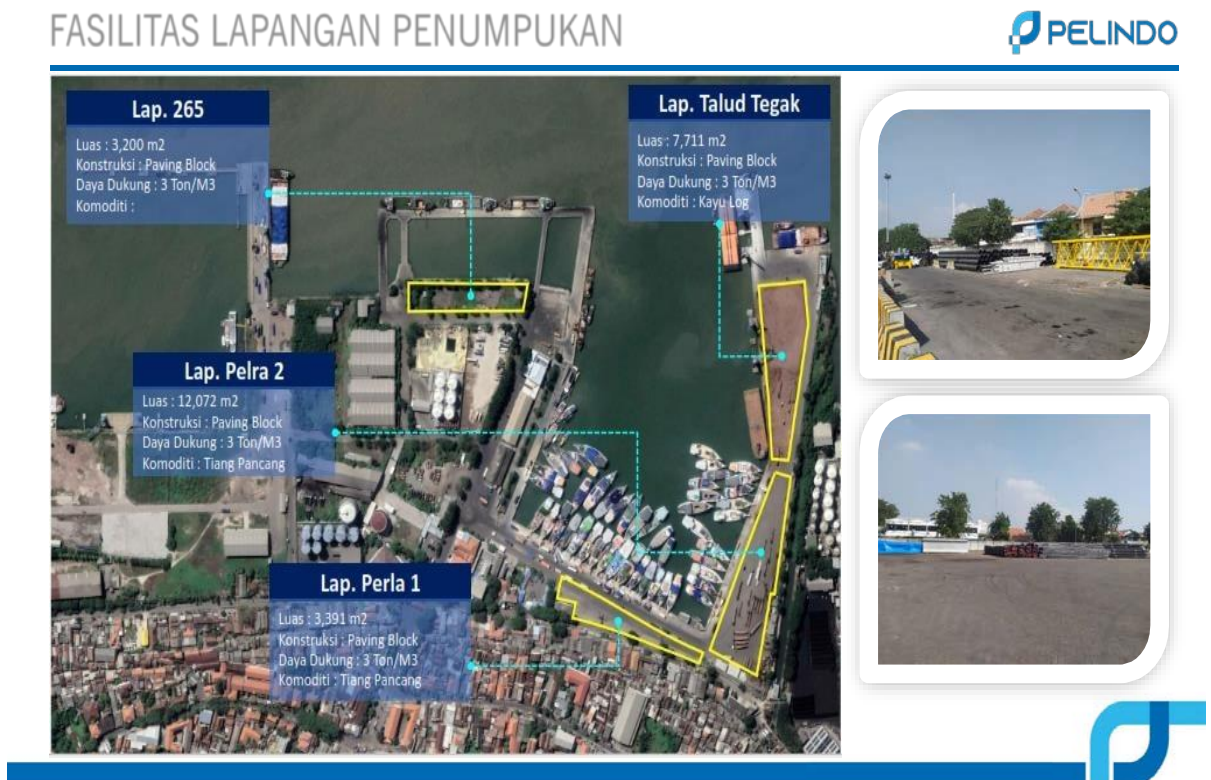 FASILITAS LAPANGAN PENUMPUKAN
PELINDO
Lap. 265
Luas : 3,200 m2
Konstruksi : Paving Block
Daya Dukung : 3 Ton/M3
Komoditi :
Lap. Talud Tegak
Luas : 7,711 m2
Konstruksi : Paving Block
Daya Dukung : 3 Ton/M3
Komoditi : Kayu Log
Lap. Pelra 2
Luas : 12,072 m2
Konstruksi : Paving Block
Daya Dukung : 3 Ton/M3
Komoditi : Tiang Pancang
Lap. Perla 1
Luas : 3,391 m2
Konstruksi : Paving Block
Daya Dukung : 3 Ton/M3
Komoditi : Tiang Pancang